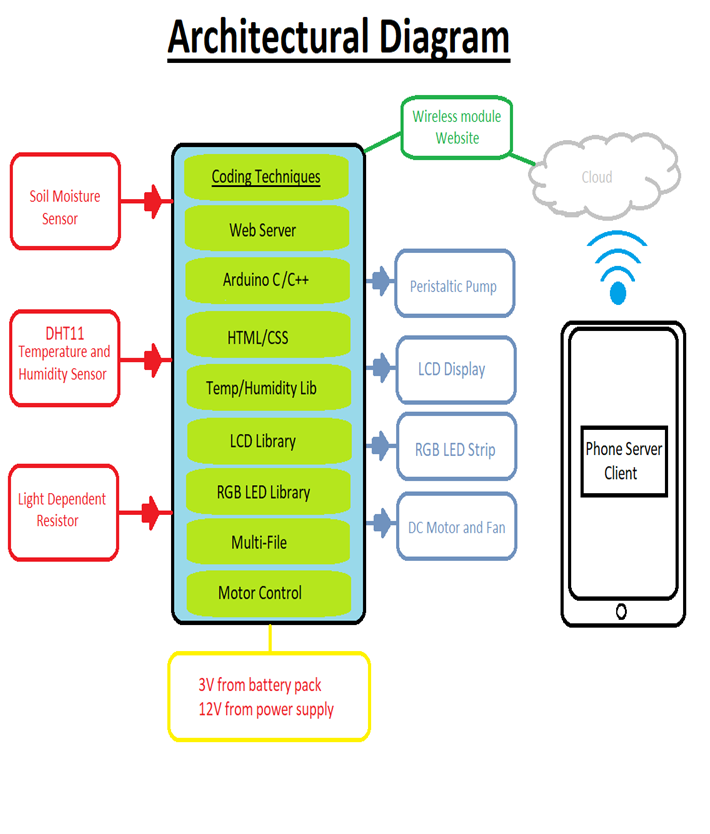 Architectural Diagram
Wireless module
Website
Cloud
Soil Moisture
Sensor
DHT11
Temperature and
Humidity Sensor
Light Dependent
Resistor
Coding Techniques
Web Server
Arduino C/C++
HTML/CSS
Temp/Humidity Lib
LCD Library
RGB LED Library
Multi-File
Motor Control
Peristaltic Pump
LCD Display
RGB LED Strip
DC Motor and Fan
Phone Server
Client
3V from battery pack
12V from power supply